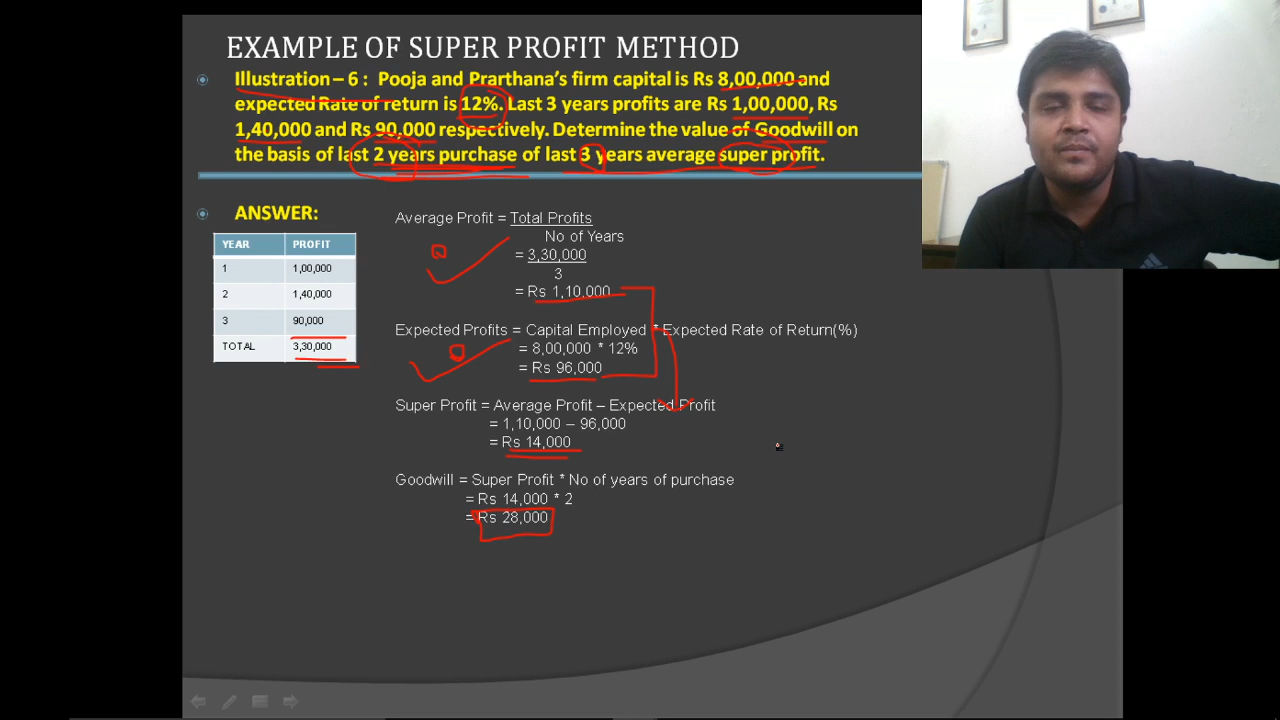 EXAMPLE OF SUPER PROFIT METHOD
Illustration – 6 : Pooja and Prarthana's firm capital is Rs 8,00,000 and
expected Rate of return is 12%. Last 3 years profits are Rs 1,00,000, Rs
1,40,000 and Rs 90,000 respectively. Determine the value of Goodwill on
the basis of last 2 years purchase of last 3 years average super profit.
ANSWER:
YEAR PROFIT
1 1,00,000
2 1,40,000
3 90,000
TOTAL 3,30,000
Average Profit = Total Profits
No of Years
= 3,30,000
3
= Rs 1,10,000
Expected Profits = Capital Employed * Expected Rate of Return(%)
= 8,00,000 * 12%
= Rs 96,000
Super Profit = Average Profit – Expected Profit
= 1,10,000 – 96,000
= Rs 14,000
Goodwill = Super Profit * No of years of purchase
= Rs 14,000 * 2
= Rs 28,000